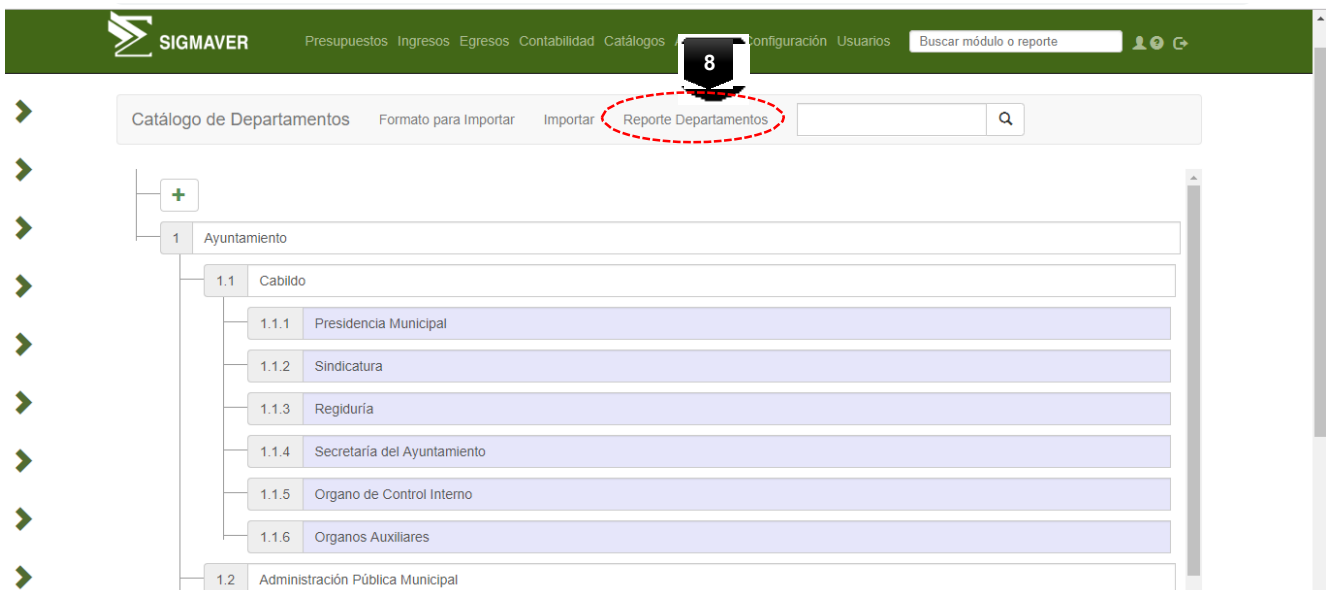 SIGMAVER Presupuestos Ingresos Egresos Contabilidad Catálogos Configuración Usuarios Buscar módulo o reporte
8
Catálogo de Departamentos Formato para Importar Importar Reporte Departamentos
+
1 Ayuntamiento
1.1 Cabildo
1.1.1 Presidencia Municipal
1.1.2 Sindicatura
1.1.3 Regiduría
1.1.4 Secretaría del Ayuntamiento
1.1.5 Organo de Control Interno
1.1.6 Organos Auxiliares
1.2 Administración Pública Municipal